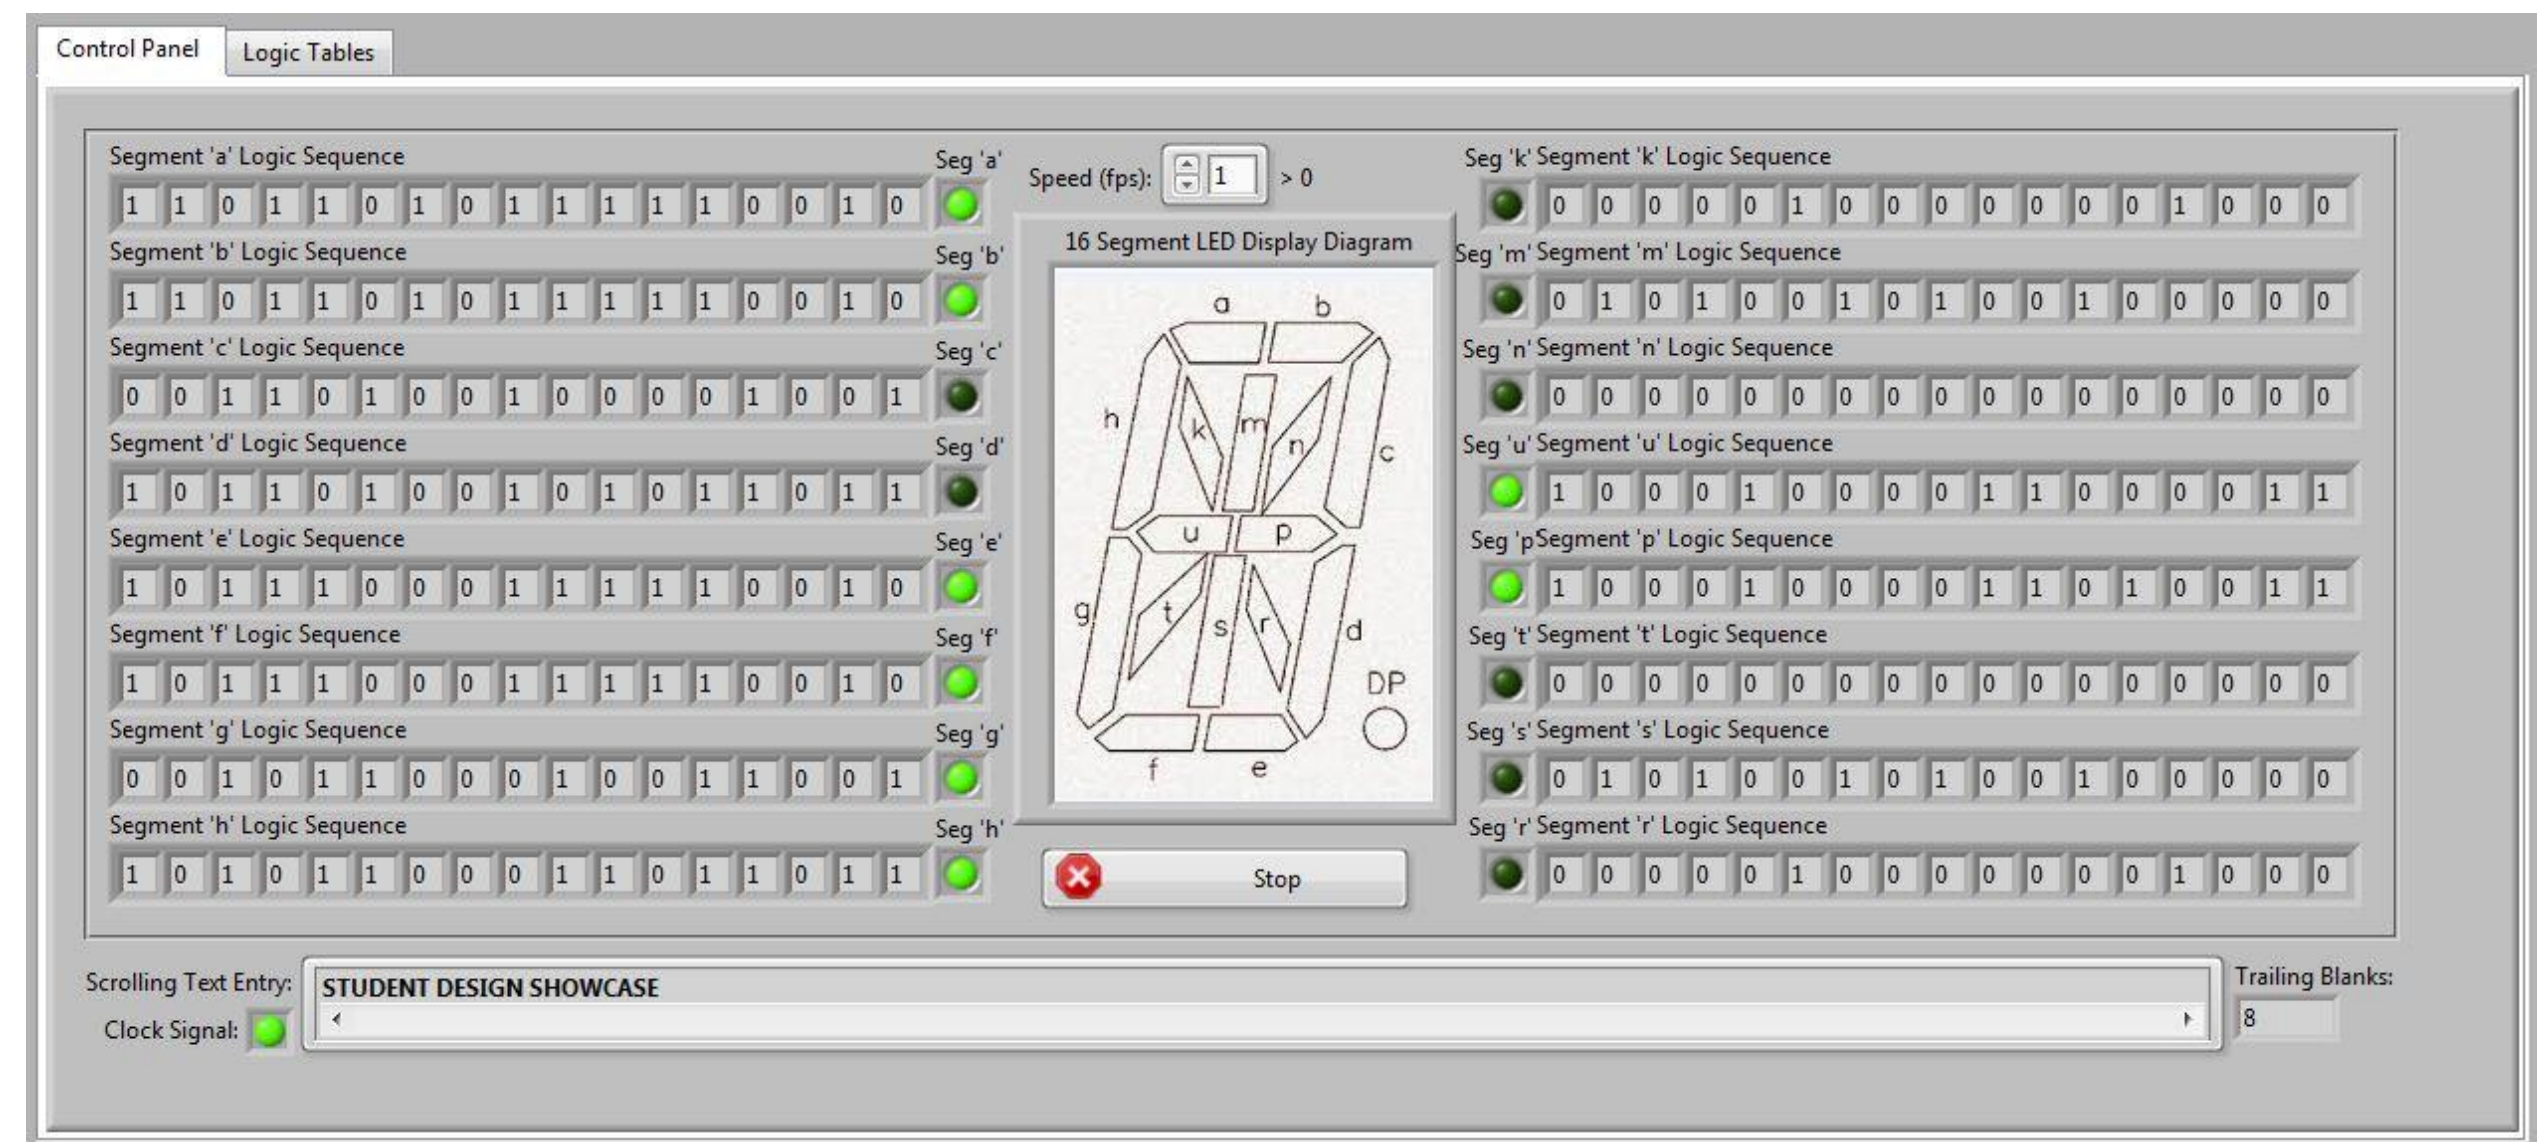 Control Panel Logic Tables
Segment 'a' Logic Sequence Seg 'a'
1 1 0 1 1 0 1 0 1 1 1 1 1 0 0 1 0
Segment 'b' Logic Sequence Seg 'b'
1 1 0 1 1 0 1 0 1 1 1 1 1 0 0 1 0
Segment 'c' Logic Sequence Seg 'c'
0 0 1 1 0 1 0 0 1 0 0 0 0 1 0 0 1
Segment 'd' Logic Sequence Seg 'd'
1 0 1 1 0 1 0 0 1 0 1 0 1 1 0 1 1
Segment 'e' Logic Sequence Seg 'e'
1 0 1 1 1 0 0 0 1 1 1 1 1 0 0 1 0
Segment 'f' Logic Sequence Seg 'f'
1 0 1 1 1 0 0 0 1 1 1 1 1 0 0 1 0
Segment 'g' Logic Sequence Seg 'g'
0 0 1 0 1 1 0 0 0 1 0 0 1 1 0 0 1
Segment 'h' Logic Sequence Seg 'h'
1 0 1 0 1 1 0 0 0 1 1 0 1 1 0 1 1
Speed (fps): 1 > 0
16 Segment LED Display Diagram
a b
h k m n c
u p
g t s r d
DP
f e
Stop
Seg 'k' Segment 'k' Logic Sequence
0 0 0 0 0 1 0 0 0 0 0 0 0 1 0 0 0
Seg 'm' Segment 'm' Logic Sequence
0 1 0 1 0 0 1 0 1 0 0 1 0 0 0 0 0
Seg 'n' Segment 'n' Logic Sequence
0 0 0 0 0 0 0 0 0 0 0 0 0 0 0 0 0
Seg 'u' Segment 'u' Logic Sequence
1 0 0 0 1 0 0 0 0 1 1 0 0 0 0 1 1
Seg 'p Segment 'p' Logic Sequence
1 0 0 0 1 0 0 0 0 1 1 0 1 0 0 1 1
Seg 't' Segment 't' Logic Sequence
0 0 0 0 0 0 0 0 0 0 0 0 0 0 0 0 0
Seg 's' Segment 's' Logic Sequence
0 1 0 1 0 0 1 0 1 0 0 1 0 0 0 0 0
Seg 'r' Segment 'r' Logic Sequence
0 0 0 0 0 1 0 0 0 0 0 0 0 1 0 0 0
Scrolling Text Entry: STUDENT DESIGN SHOWCASE
Clock Signal:
Trailing Blanks:
8